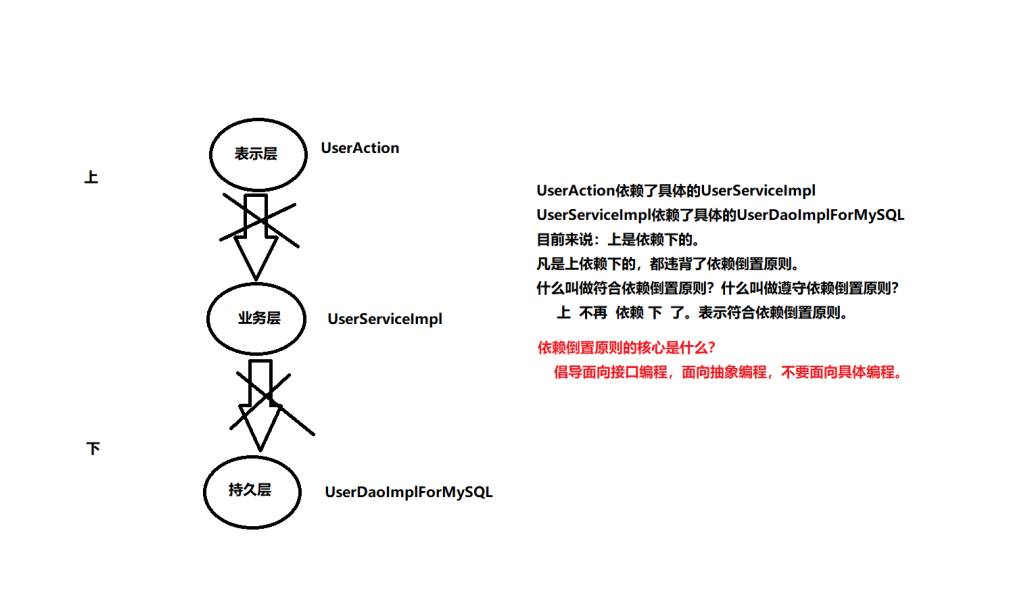 表示层
UserAction
上
UserAction依赖了具体的UserServiceImpl
UserServiceImpl依赖了具体的UserDaoImplForMySQL
目前来说：上是依赖下的。
凡是上依赖下的，都违背了依赖倒置原则。
什么叫做符合依赖倒置原则？什么叫做遵守依赖倒置原则？
上 不再 依赖 下 了。表示符合依赖倒置原则。
业务层
UserServiceImpl
依赖倒置原则的核心是什么？
倡导面向接口编程，面向抽象编程，不要面向具体编程。
下
持久层
UserDaoImplForMySQL